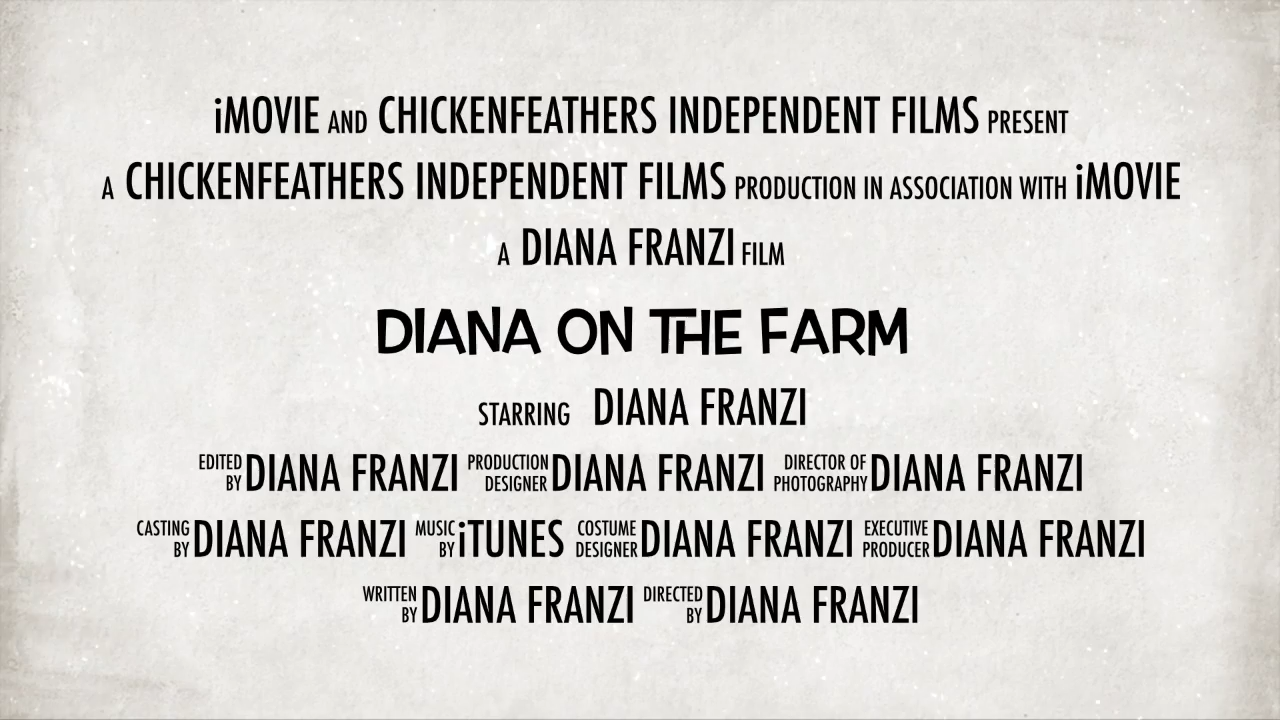 iMOVIE AND CHICKENFEATHERS INDEPENDENT FILMS PRESENT
A CHICKENFEATHERS INDEPENDENT FILMS PRODUCTION IN ASSOCIATION WITH iMOVIE
A DIANA FRANZI FILM
DIANA ON THE FARM
STARRING DIANA FRANZI
EDITED BY DIANA FRANZI PRODUCTION DESIGNER DIANA FRANZI DIRECTOR OF PHOTOGRAPHY DIANA FRANZI
CASTING BY DIANA FRANZI MUSIC BY iTUNES COSTUME DESIGNER DIANA FRANZI EXECUTIVE PRODUCER DIANA FRANZI
WRITTEN BY DIANA FRANZI DIRECTED BY DIANA FRANZI